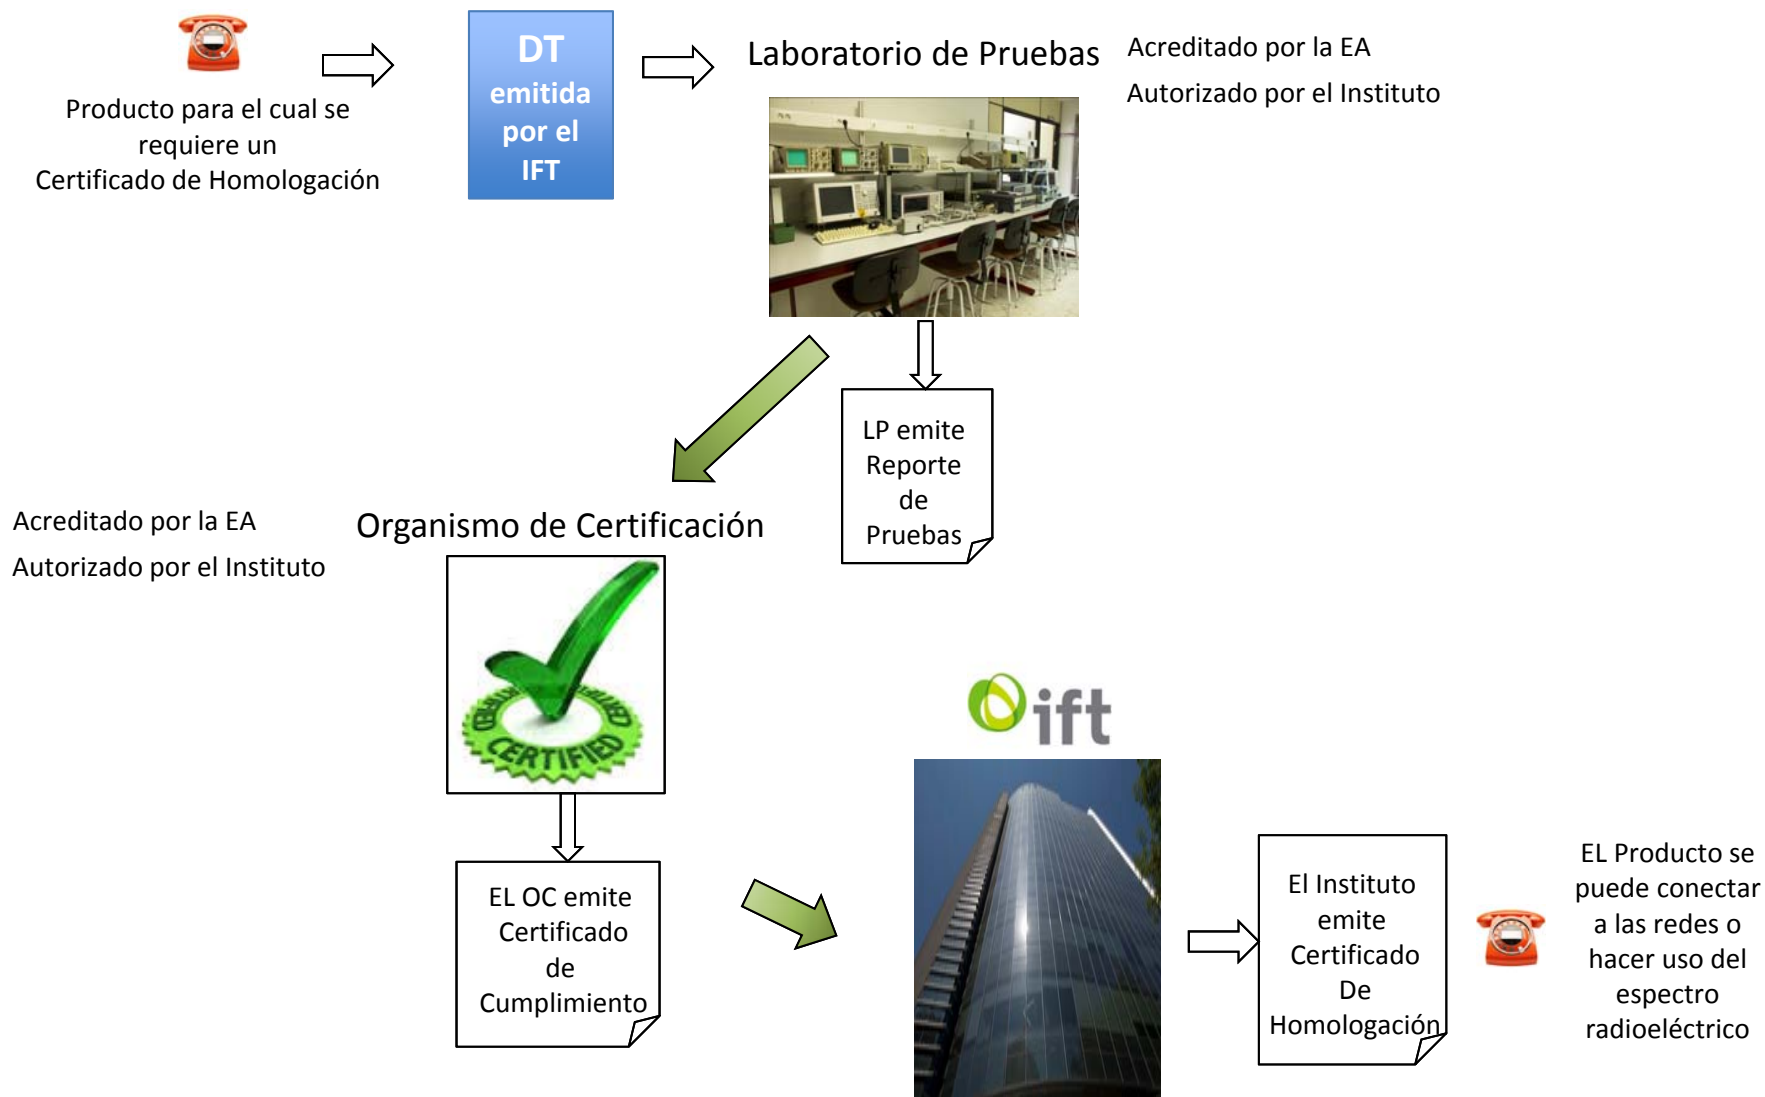 Producto para el cual se
requiere un
Certificado de Homologación
DT
emitida
por el
IFT
Laboratorio de Pruebas
Acreditado por la EA
Autorizado por el Instituto
LP emite
Reporte
de
Pruebas
Acreditado por la EA
Autorizado por el Instituto
Organismo de Certificación
CERTIFIED
EL OC emite
Certificado
de
Cumplimiento
ift
El Instituto
emite
Certificado
De
Homologación
EL Producto se
puede conectar
a las redes o
hacer uso del
espectro
radioeléctrico